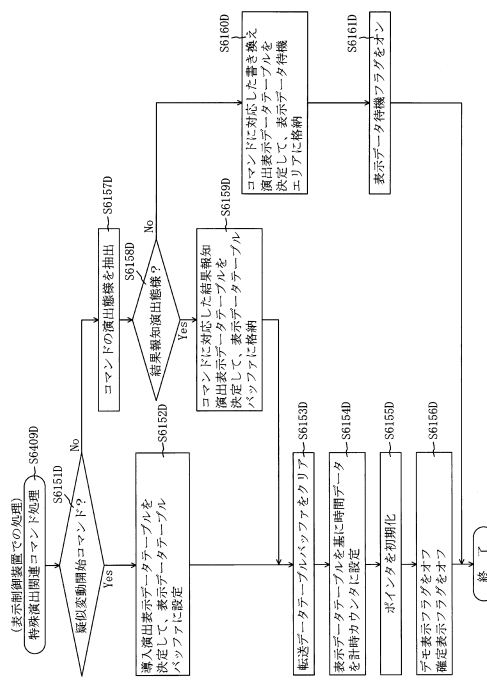 (表示制御装置での処理)
特殊演出関連コマンド処理
S6409D
S6151D
疑似変動開始コマンド?
No
Yes
S6152D
導入演出表示データテーブルを
決定して、表示データテーブル
バッファに設定
S6157D
コマンドの演出態様を抽出
S6158D
結果報知演出態様?
No
Yes
S6159D
コマンドに対応した結果報知
演出表示データテーブルを
決定して、表示データテーブル
バッファに格納
S6160D
コマンドに対応した書き換え
演出表示データテーブルを
決定して、表示データ待機
エリアに格納
S6161D
表示データ待機フラグをオン
S6153D
転送データテーブルバッファをクリア
S6154D
表示データテーブルを基に時間データ
を計時カウンタに設定
S6155D
ポインタを初期化
S6156D
デモ表示フラグをオフ
確定表示フラグをオフ
終 了